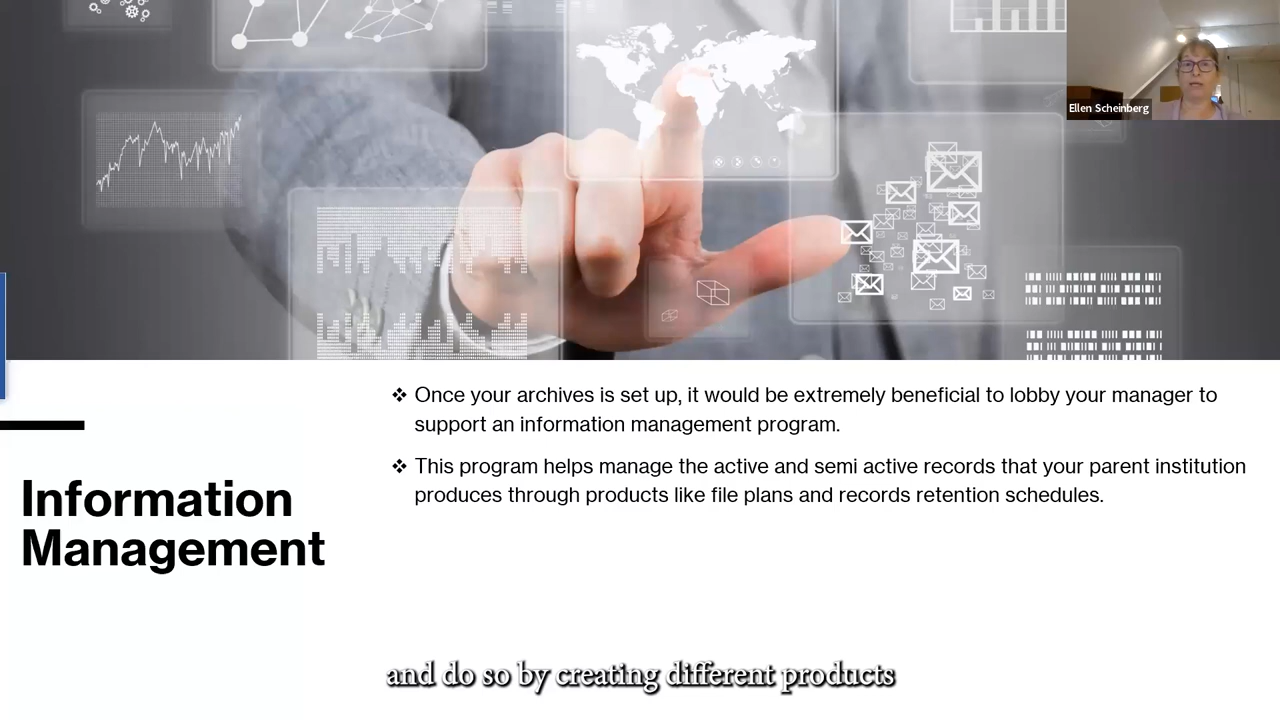 Ellen Scheinberg
❖ Once your archives is set up, it would be extremely beneficial to lobby your manager to
support an information management program.
❖ This program helps manage the active and semi active records that your parent institution
produces through products like file plans and records retention schedules.
Information
Management
and do so by creating different products